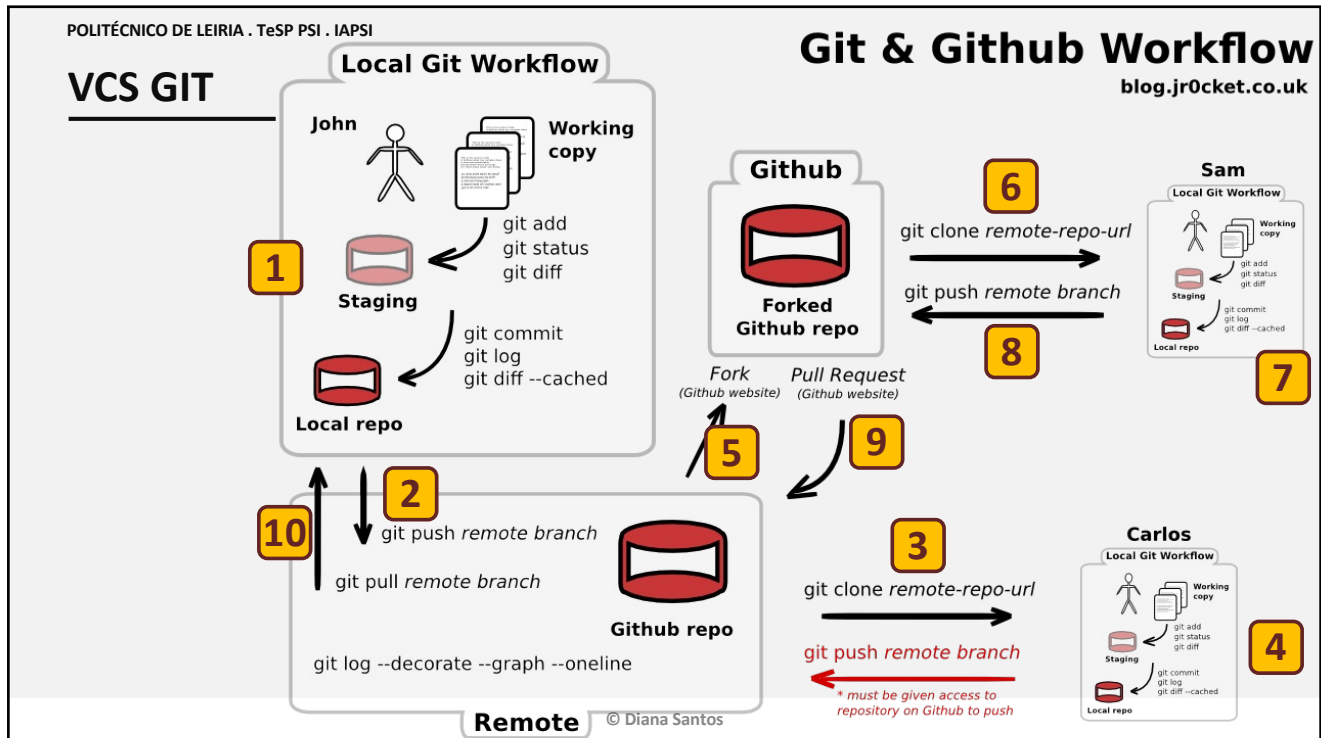 POLITÉCNICO DE LEIRIA . TeSP PSI . IAPSI
VCS GIT
Git & Github Workflow
blog.jr0cket.co.uk
Local Git Workflow
John
Working
copy
1
git add
git status
git diff
Staging
git commit
git log
git diff --cached
Local repo
Github
Forked
Github repo
6
git clone remote-repo-url
git push remote branch
8
Sam
Local Git Workflow
Working
copy
git add
git status
git diff
Staging
git commit
git log
git diff --cached
Local repo
7
Fork
(Github website)
Pull Request
(Github website)
5
9
10
2
git push remote branch
git pull remote branch
Github repo
git log --decorate --graph --oneline
Remote
3
git clone remote-repo-url
git push remote branch
* must be given access to
repository on Github to push
Carlos
Local Git Workflow
Working
copy
git add
git status
git diff
Staging
git commit
git log
git diff --cached
Local repo
4
© Diana Santos